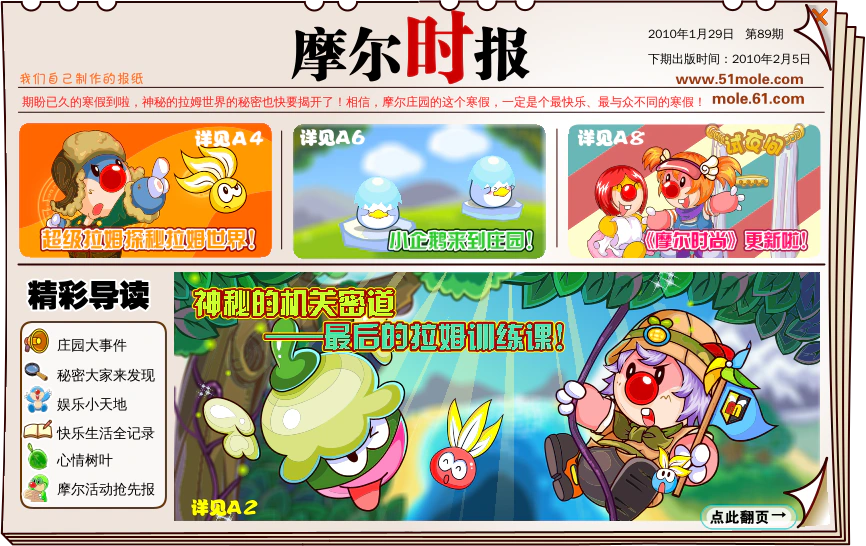 摩尔时报
2010年1月29日 第89期
下期出版时间：2010年2月5日
我们自己制作的报纸
www.51mole.com
期盼已久的寒假到啦，神秘的拉姆世界的秘密也快要揭开了！相信，摩尔庄园的这个寒假，一定是个最快乐、最与众不同的寒假！
mole.61.com
详见A4
超级拉姆探秘拉姆世界！
详见A6
小企鹅来到庄园！
详见A8
试衣间
《摩尔时尚》更新啦！
精彩导读
庄园大事件
秘密大家来发现
娱乐小天地
快乐生活全记录
心情树叶
摩尔活动抢先报
神秘的机关密道
——最后的拉姆训练课！
详见A2
点此翻页→